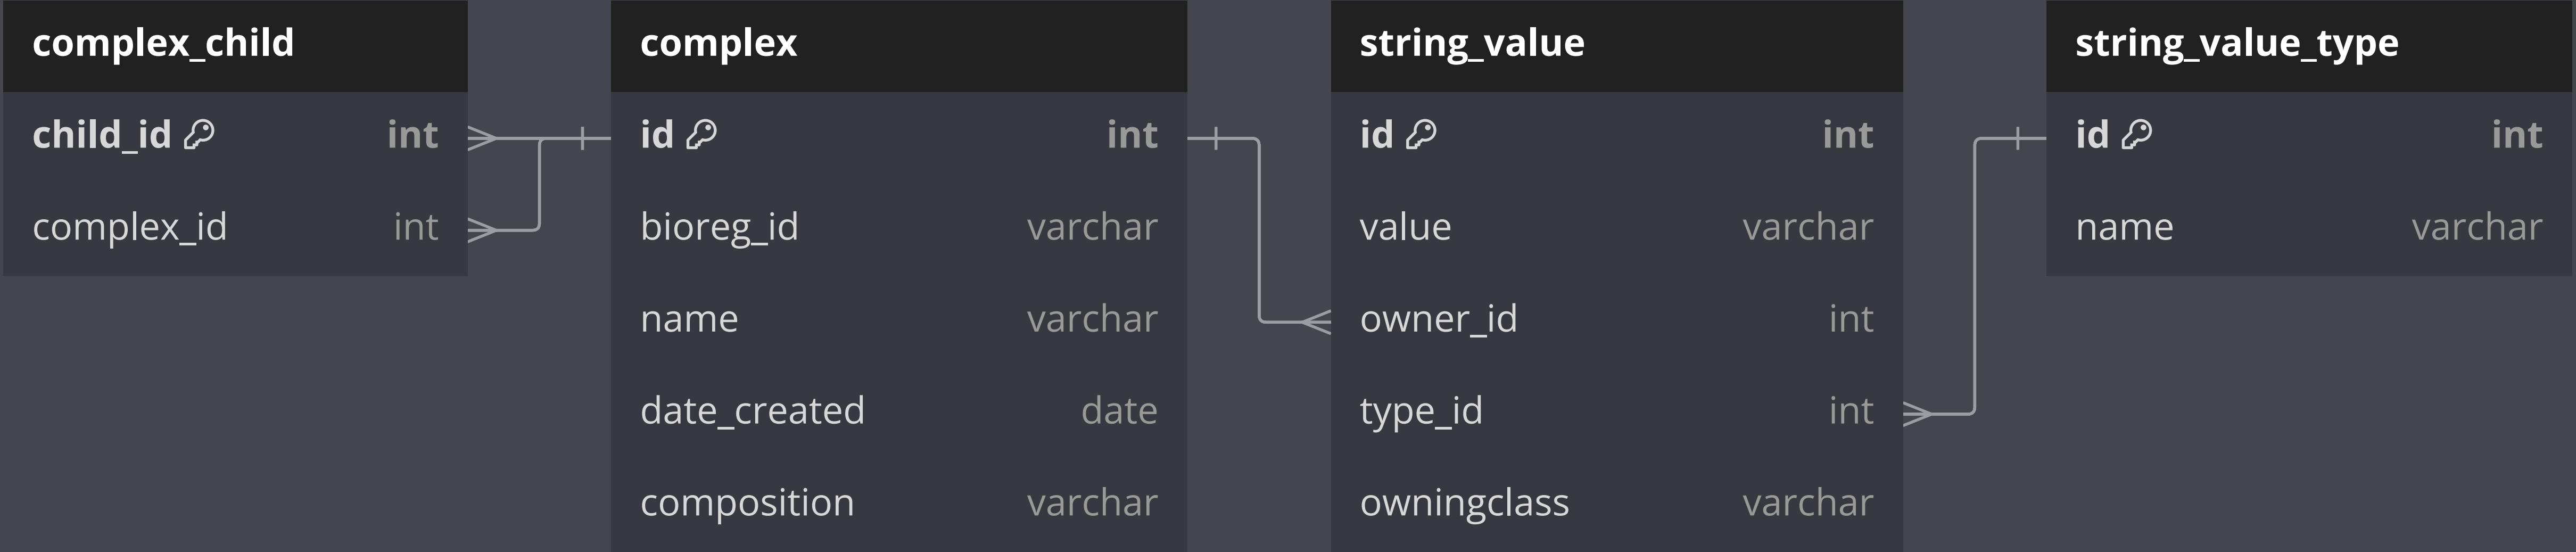 complex_child
child_id int
complex_id int
complex
id int
bioreg_id varchar
name varchar
date_created date
composition varchar
string_value
id int
value varchar
owner_id int
type_id int
owningclass varchar
string_value_type
id int
name varchar